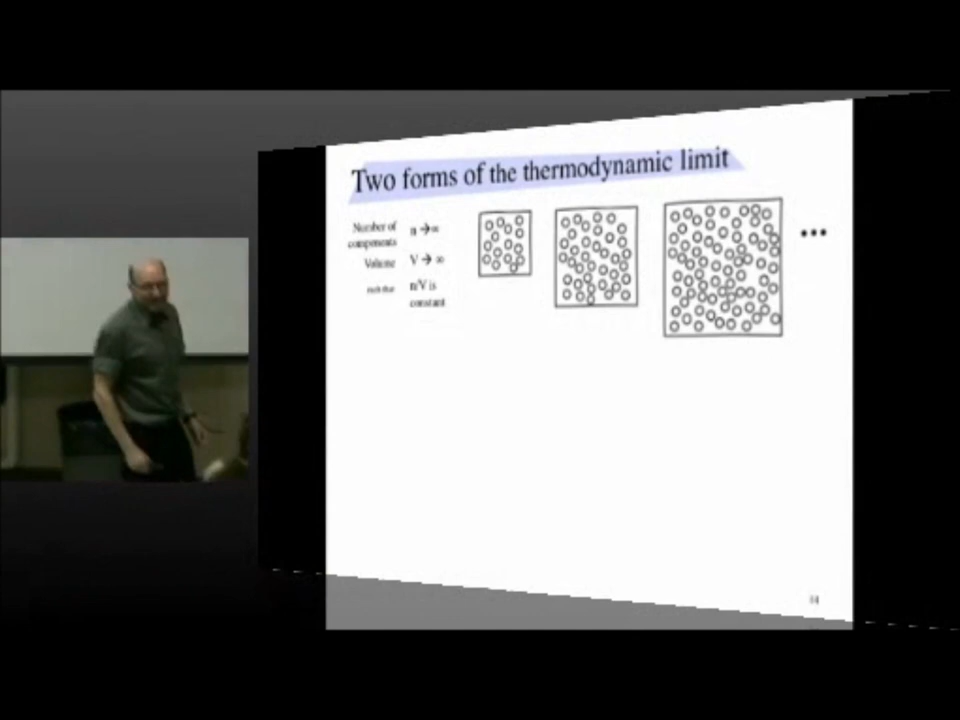 Two forms of the thermodynamic limit
Number of
components
n → ∞
Volume
V → ∞
such that
n/V is
constant
...